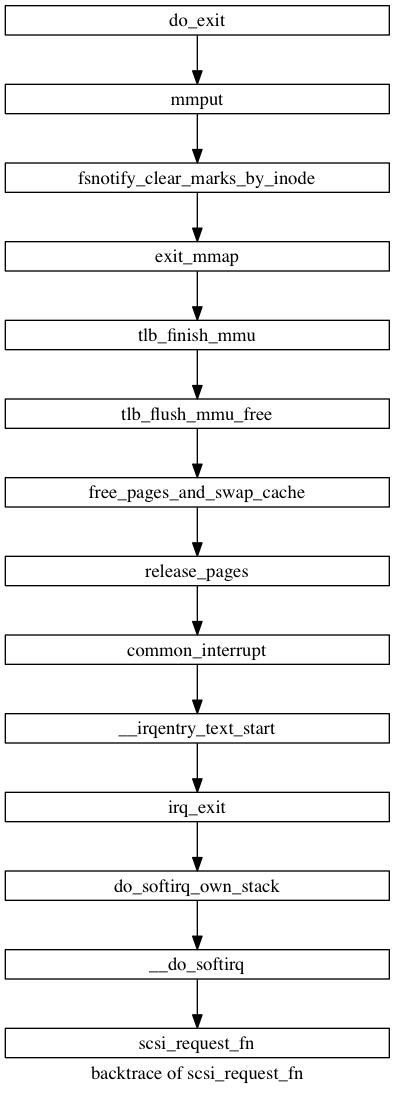 do_exit
mmput
fsnotify_clear_marks_by_inode
exit_mmap
tlb_finish_mmu
tlb_flush_mmu_free
free_pages_and_swap_cache
release_pages
common_interrupt
__irqentry_text_start
irq_exit
do_softirq_own_stack
__do_softirq
scsi_request_fn
backtrace of scsi_request_fn